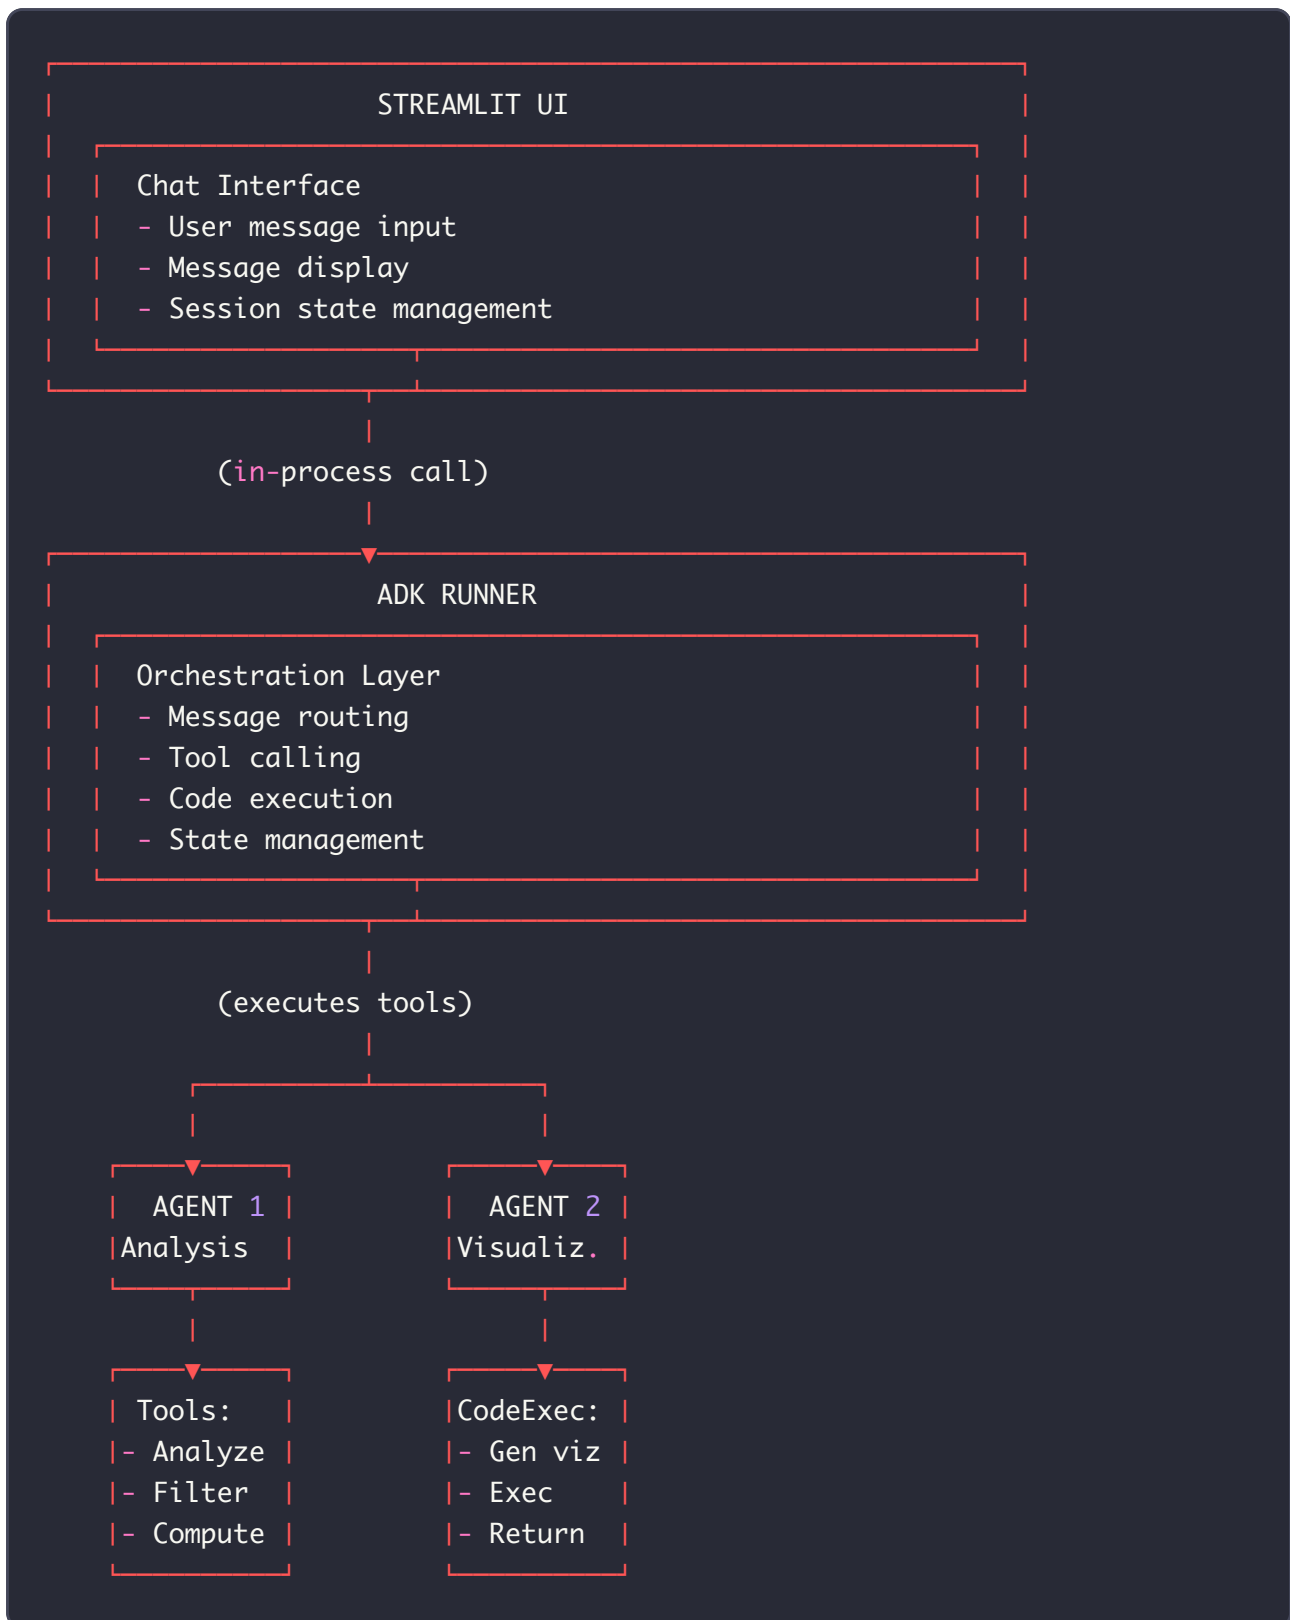 STREAMLIT UI
Chat Interface
- User message input
- Message display
- Session state management
(in-process call)
ADK RUNNER
Orchestration Layer
- Message routing
- Tool calling
- Code execution
- State management
(executes tools)
AGENT 1 AGENT 2
Analysis Visualiz.
Tools: CodeExec:
- Analyze - Gen viz
- Filter - Exec
- Compute - Return